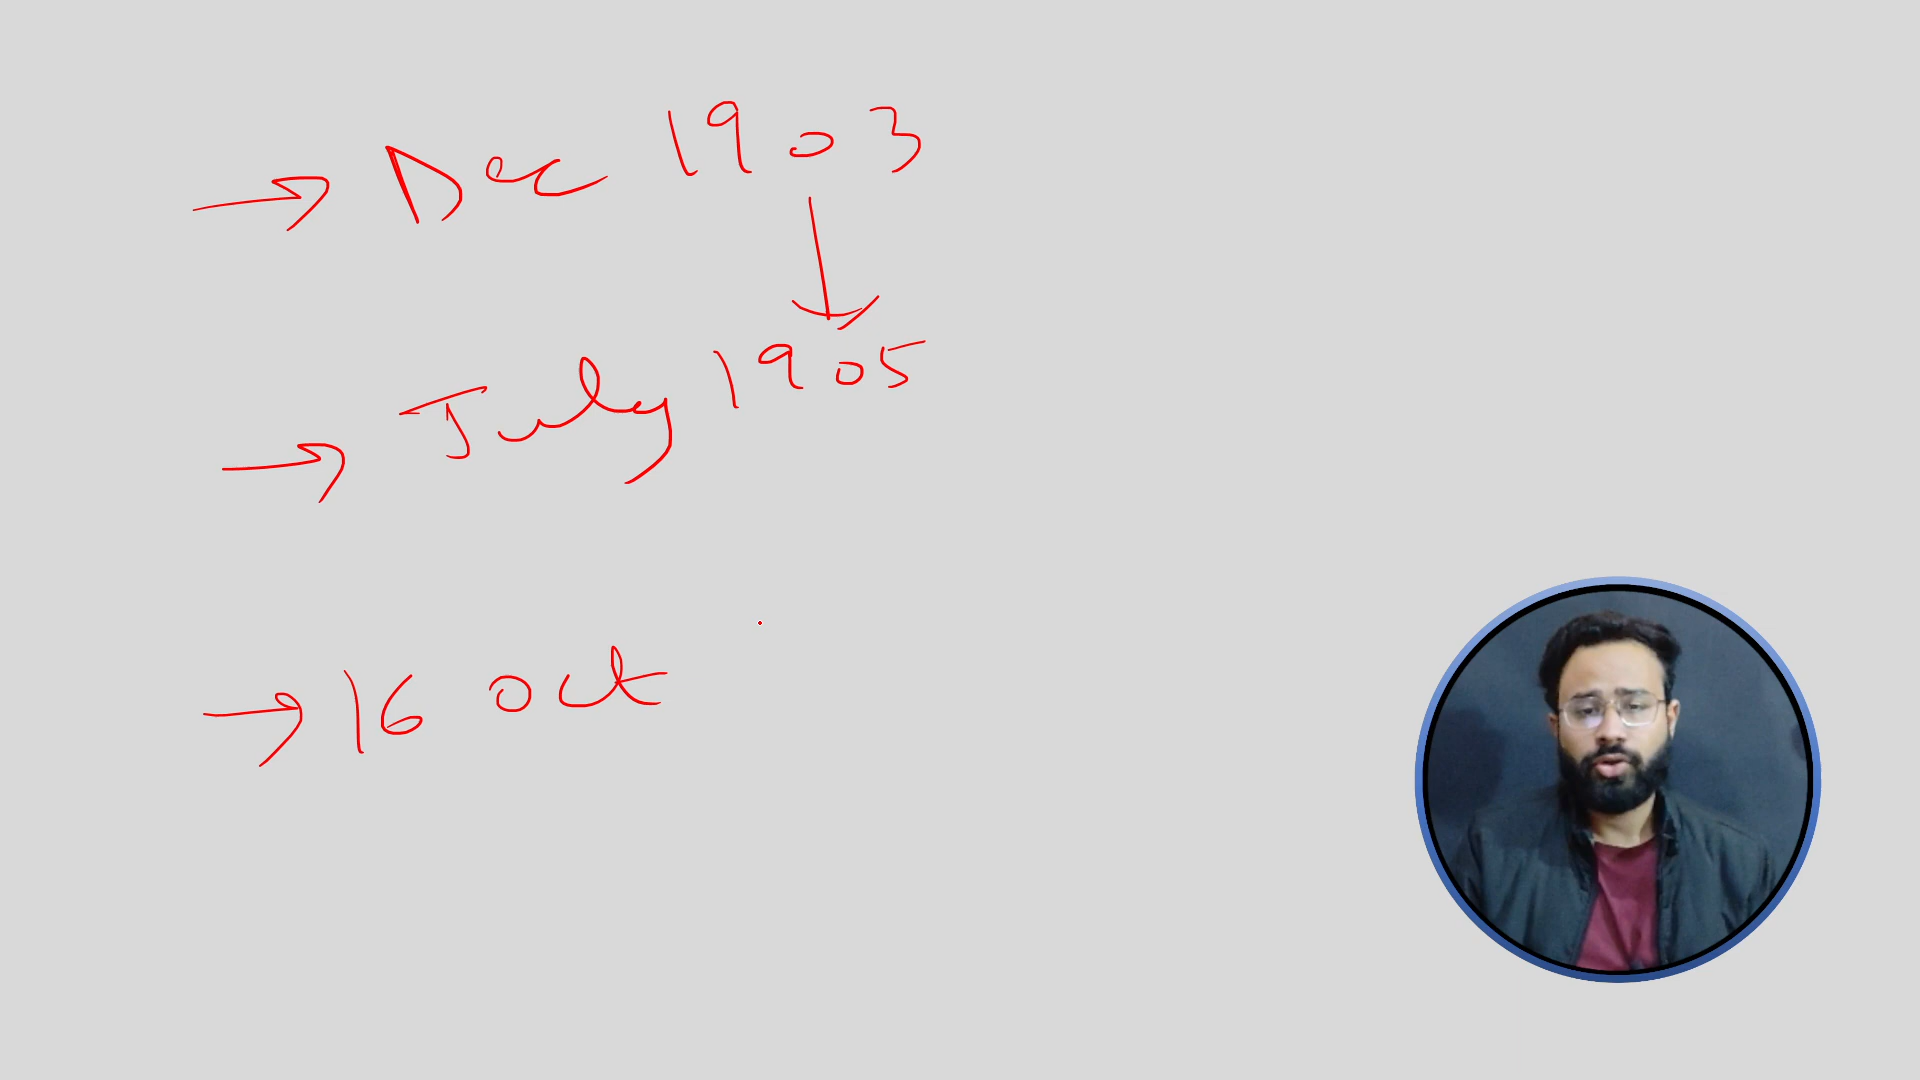 → Dec 1903
↓
→ July 1905
→ 16 oct